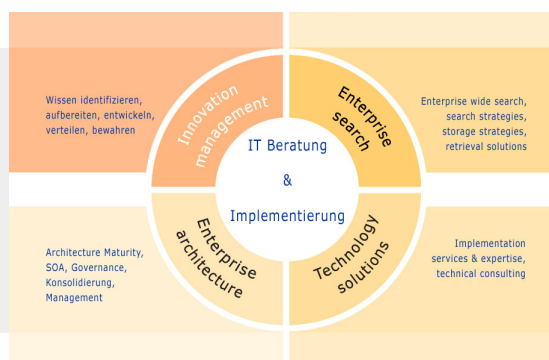 Wissen identifizieren,
aufbereiten, entwickeln,
verteilen, bewahren
Innovation
management
Enterprise
search
Enterprise wide search,
search strategies,
storage strategies,
retrieval solutions
IT Beratung
&
Implementierung
Architecture Maturity,
SOA, Governance,
Konsolidierung,
Management
Enterprise
architecture
Technology
solutions
Implementation
services & expertise,
technical consulting